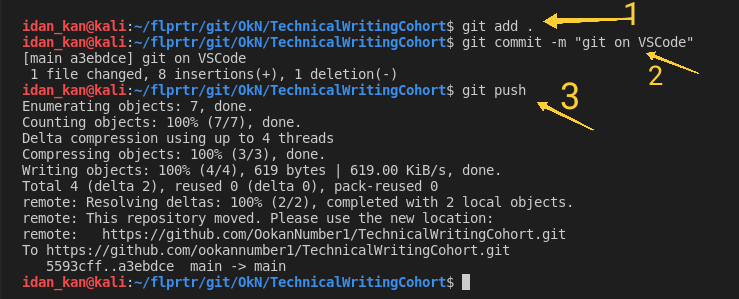 idan_kan@kali:~/flprtr/git/OkN/TechnicalWritingCohort$ git add . 1
idan_kan@kali:~/flprtr/git/OkN/TechnicalWritingCohort$ git commit -m "git on VSCode"
[main a3ebdce] git on VSCode
2
 1 file changed, 8 insertions(+), 1 deletion(-)
idan_kan@kali:~/flprtr/git/OkN/TechnicalWritingCohort$ git push
3
Enumerating objects: 7, done.
Counting objects: 100% (7/7), done.
Delta compression using up to 4 threads
Compressing objects: 100% (3/3), done.
Writing objects: 100% (4/4), 619 bytes | 619.00 KiB/s, done.
Total 4 (delta 2), reused 0 (delta 0), pack-reused 0
remote: Resolving deltas: 100% (2/2), completed with 2 local objects.
remote: This repository moved. Please use the new location:
remote:   https://github.com/OokanNumber1/TechnicalWritingCohort.git
To https://github.com/ookannumber1/TechnicalWritingCohort.git
   5593cff..a3ebdce  main -> main
idan_kan@kali:~/flprtr/git/OkN/TechnicalWritingCohort$